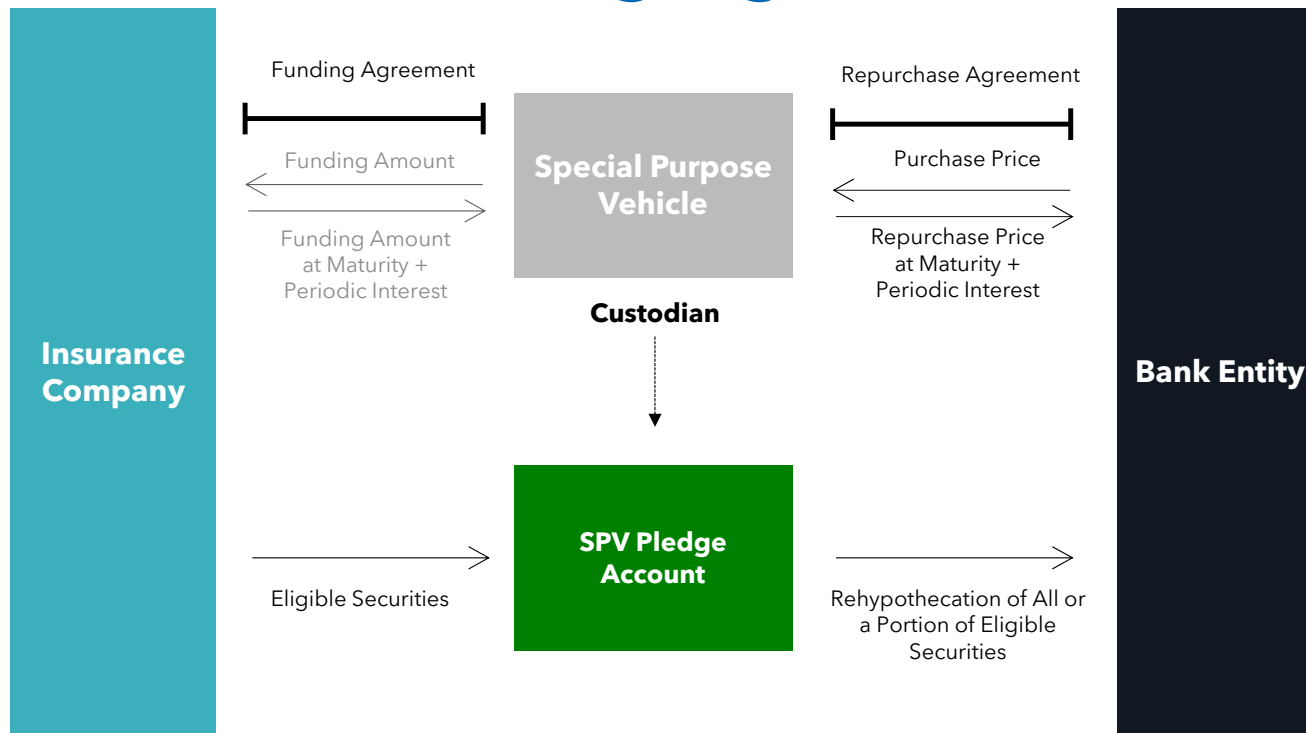 Funding Agreement
Repurchase Agreement
Funding Amount
Purchase Price
Special Purpose
Vehicle
Funding Amount
at Maturity +
Periodic Interest
Repurchase Price
at Maturity +
Periodic Interest
Custodian
Insurance
Company
Bank Entity
SPV Pledge
Account
Eligible Securities
Rehypothecation of All or
a Portion of Eligible
Securities